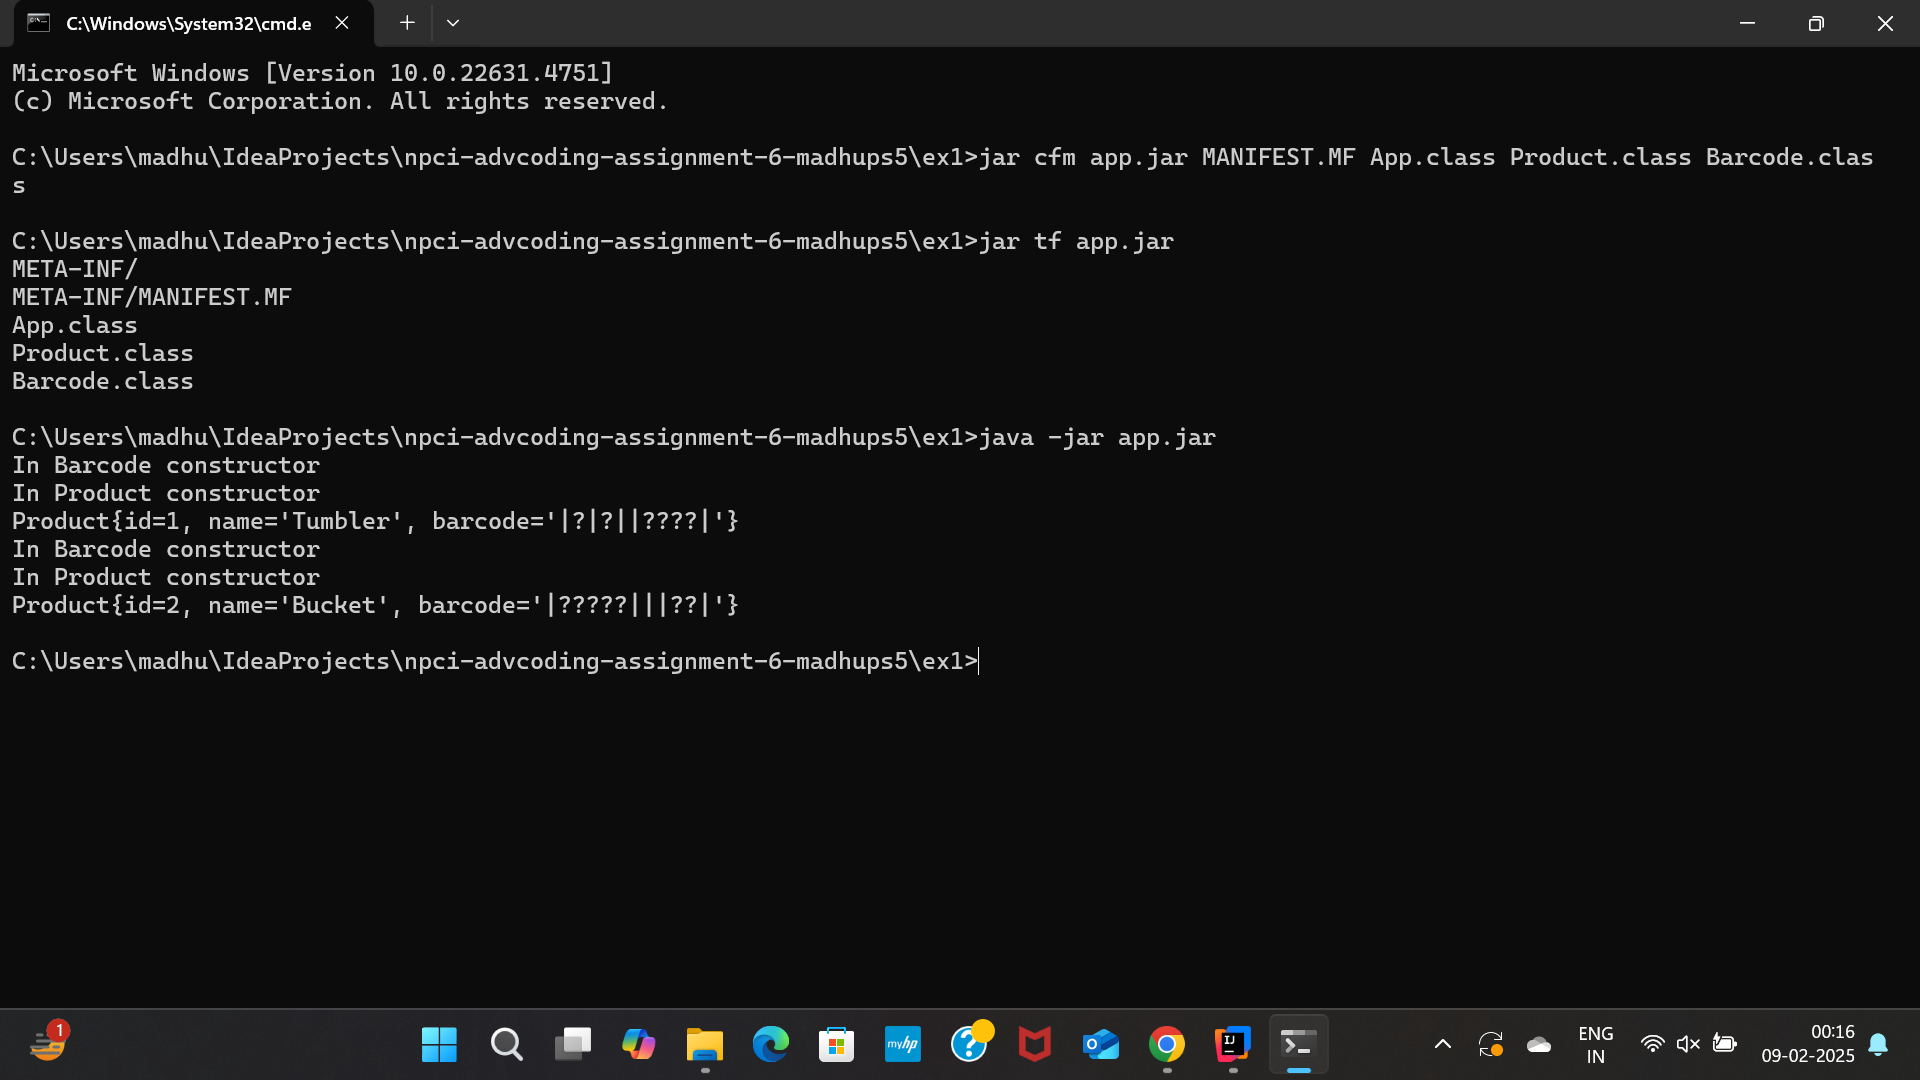 C:\Windows\System32\cmd.e
Microsoft Windows [Version 10.0.22631.4751]
(c) Microsoft Corporation. All rights reserved.
C:\Users\madhu\IdeaProjects\npci-advcoding-assignment-6-madhups5\ex1>jar cfm app.jar MANIFEST.MF App.class Product.class Barcode.clas
s
C:\Users\madhu\IdeaProjects\npci-advcoding-assignment-6-madhups5\ex1>jar tf app.jar
META-INF/
META-INF/MANIFEST.MF
App.class
Product.class
Barcode.class
C:\Users\madhu\IdeaProjects\npci-advcoding-assignment-6-madhups5\ex1>java -jar app.jar
In Barcode constructor
In Product constructor
Product{id=1, name='Tumbler', barcode='|?|?||????|'}
In Barcode constructor
In Product constructor
Product{id=2, name='Bucket', barcode='|?????|||??|'}
C:\Users\madhu\IdeaProjects\npci-advcoding-assignment-6-madhups5\ex1>
1
myhp
?
O
IJ
ENG
IN
00:16
09-02-2025